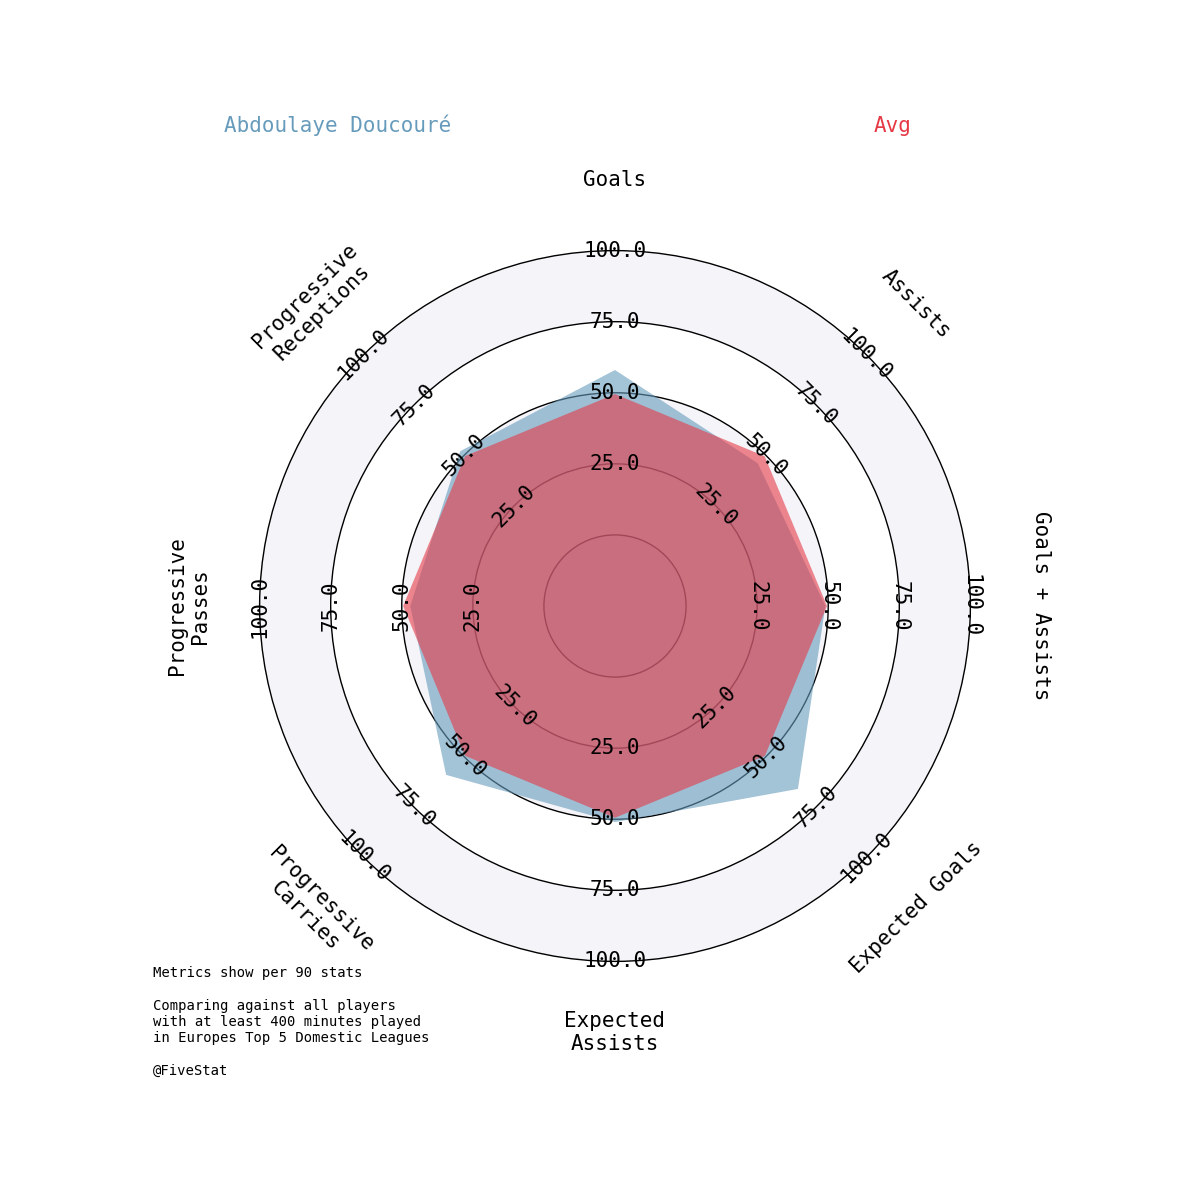 Abdoulaye Doucouré
Avg
Goals
Assists
Goals + Assists
Expected Goals
Expected
Assists
Progressive
Carries
Progressive
Passes
Progressive
Receptions
25.0
50.0
75.0
100.0
25.0
50.0
75.0
100.0
25.0
50.0
75.0
100.0
25.0
50.0
75.0
100.0
25.0
50.0
75.0
100.0
25.0
50.0
75.0
100.0
25.0
50.0
75.0
100.0
25.0
50.0
75.0
100.0
Metrics show per 90 stats
Comparing against all players
with at least 400 minutes played
in Europes Top 5 Domestic Leagues
@FiveStat